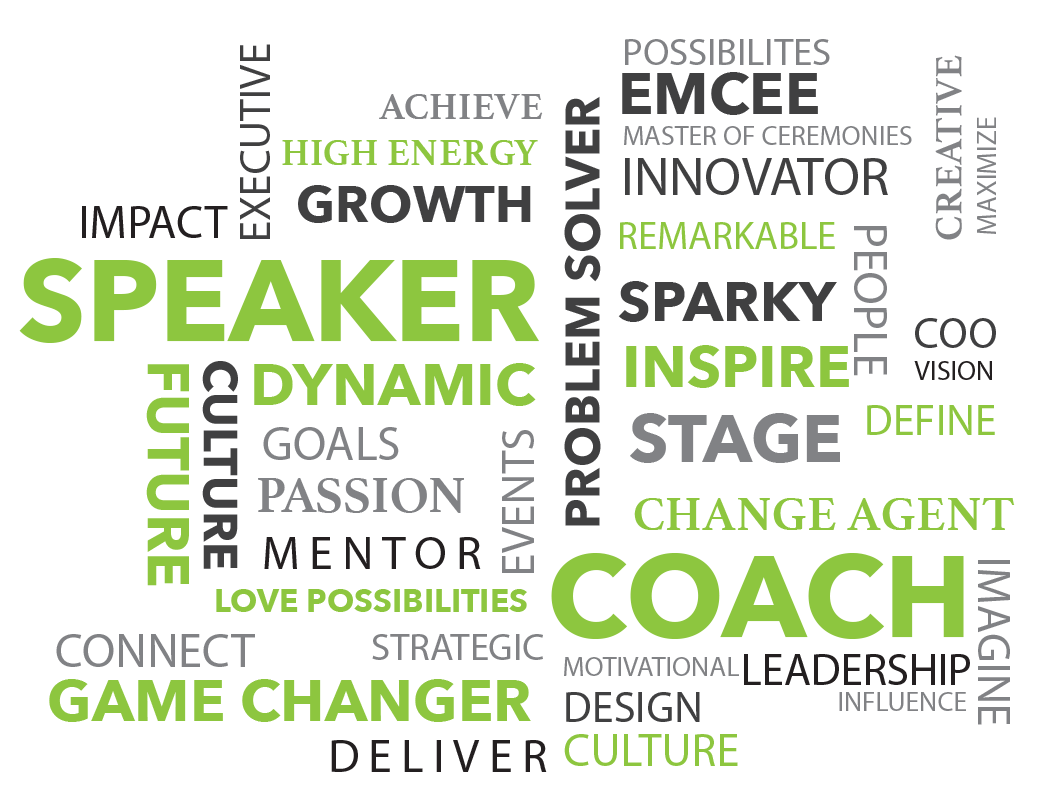 EXECUTIVE
ACHIEVE
HIGH ENERGY
GROWTH
IMPACT
SPEAKER
FUTURE
CULTURE
DYNAMIC
GOALS
PASSION
MENTOR
EVENTS
LOVE POSSIBILITIES
CONNECT
STRATEGIC
GAME CHANGER
DELIVER
PROBLEM SOLVER
POSSIBILITES
EMCEE
MASTER OF CEREMONIES
INNOVATOR
CREATIVE
MAXIMIZE
REMARKABLE
PEOPLE
SPARKY
COO
INSPIRE
VISION
STAGE
DEFINE
CHANGE AGENT
COACH
IMAGINE
MOTIVATIONAL
LEADERSHIP
DESIGN
INFLUENCE
CULTURE